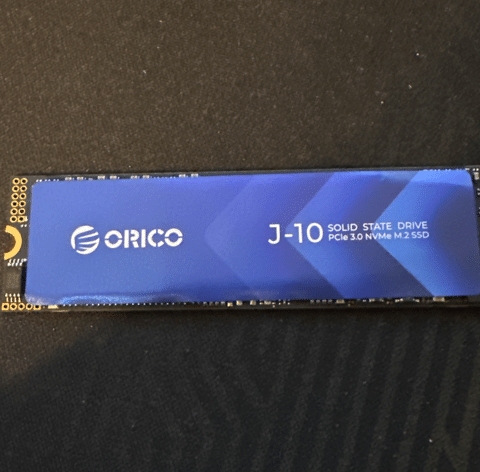 ORICO
J-10
SOLID STATE DRIVE
PCIe 3.0 NVMe M.2 SSD